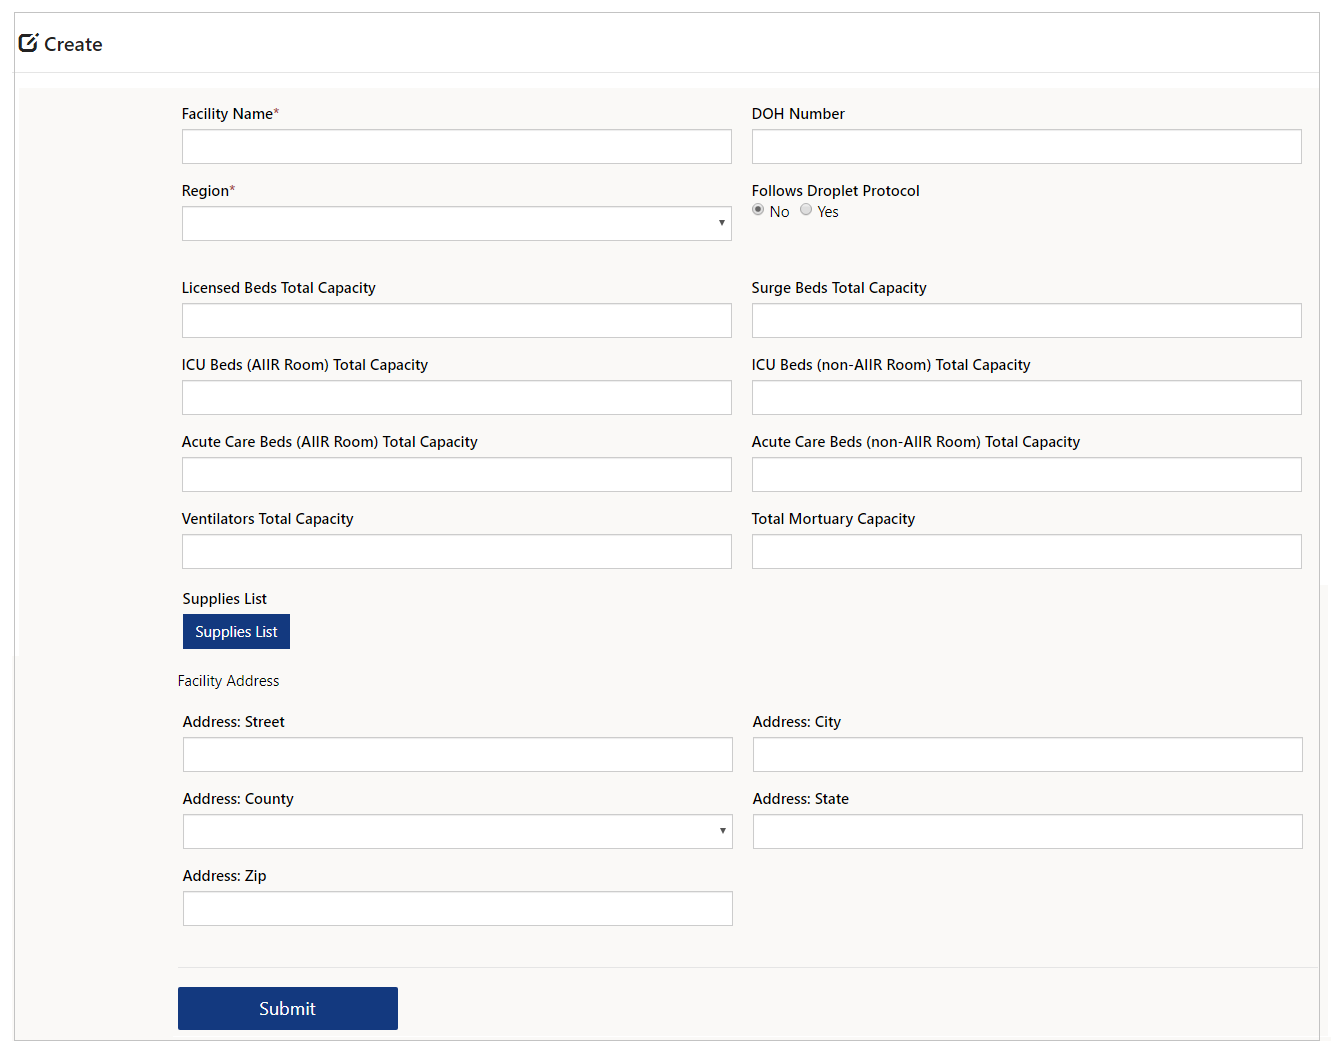 Create
Facility Name* DOH Number
Region* Follows Droplet Protocol
No Yes
Licensed Beds Total Capacity Surge Beds Total Capacity
ICU Beds (AIIR Room) Total Capacity ICU Beds (non-AIIR Room) Total Capacity
Acute Care Beds (AIIR Room) Total Capacity Acute Care Beds (non-AIIR Room) Total Capacity
Ventilators Total Capacity Total Mortuary Capacity
Supplies List
Supplies List
Facility Address
Address: Street Address: City
Address: County Address: State
Address: Zip
Submit